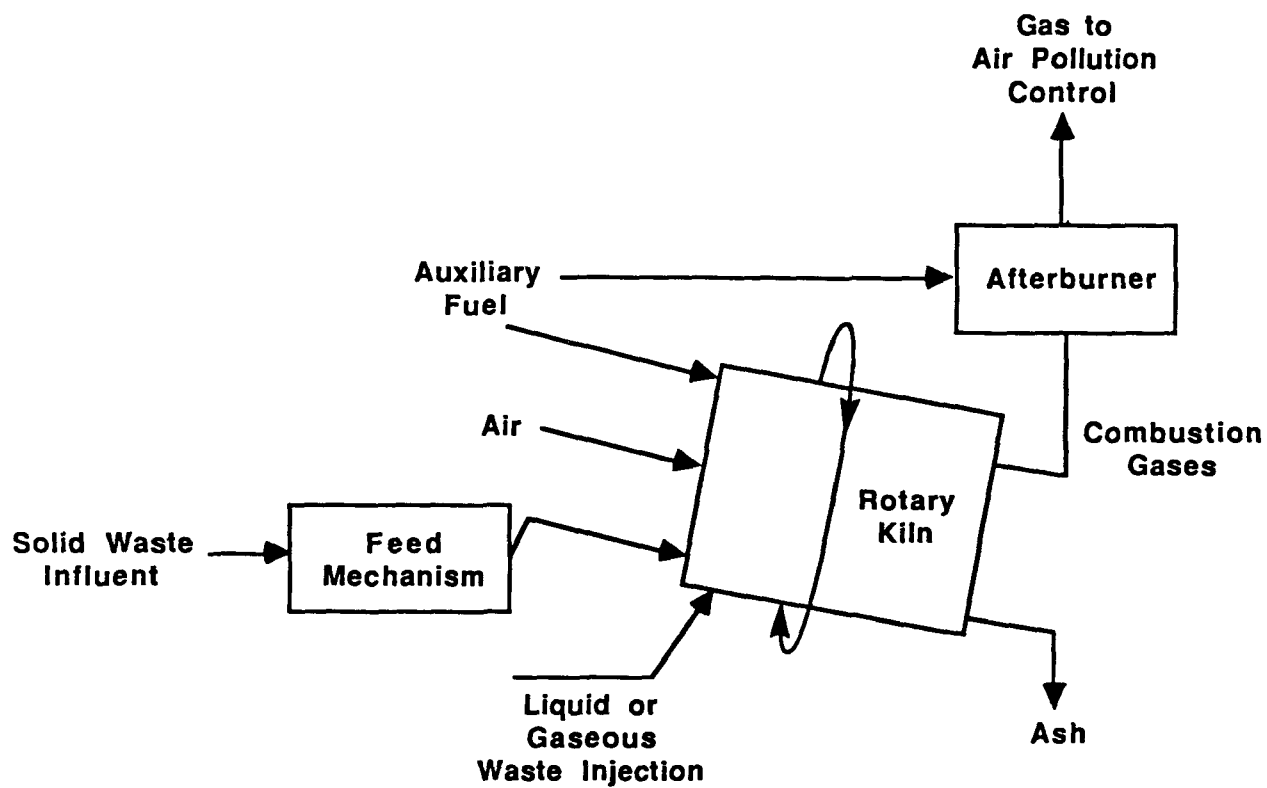 Gas to
Air Pollution
Control
Auxiliary
Fuel
Afterburner
Air
Combustion
Gases
Rotary
Kiln
Solid Waste
Influent
Feed
Mechanism
Liquid or
Gaseous
Waste Injection
Ash